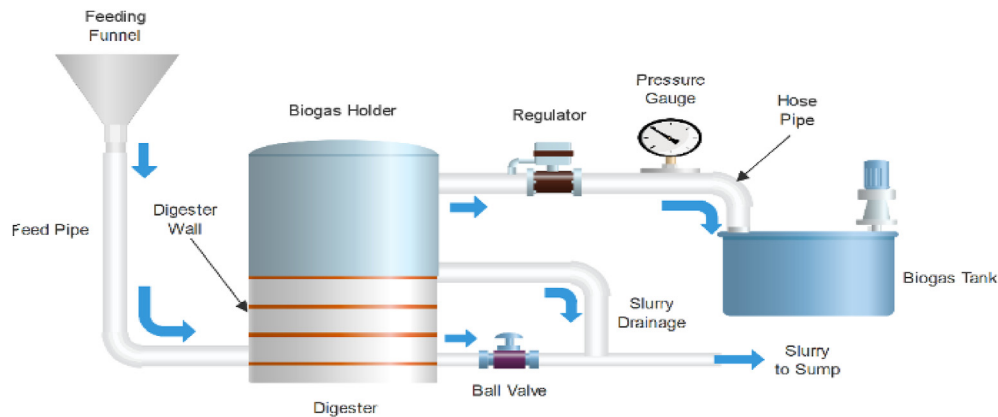 Feeding
Funnel
Biogas Holder
Regulator
Pressure
Gauge
Hose
Pipe
Digester
Wall
Feed Pipe
Biogas Tank
Slurry
Drainage
Slurry
to Sump
Ball Valve
Digester